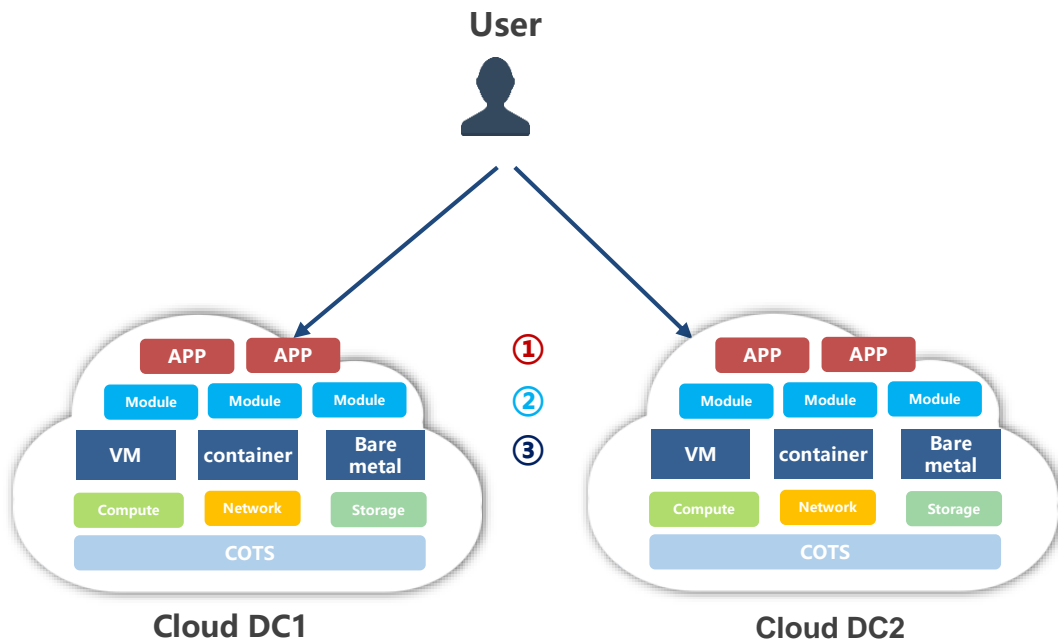 User
APP APP ① APP APP
Module Module Module ② Module Module Module
VM container Bare metal ③ VM container Bare metal
Compute Network Storage Compute Network Storage
COTS COTS
Cloud DC1 Cloud DC2